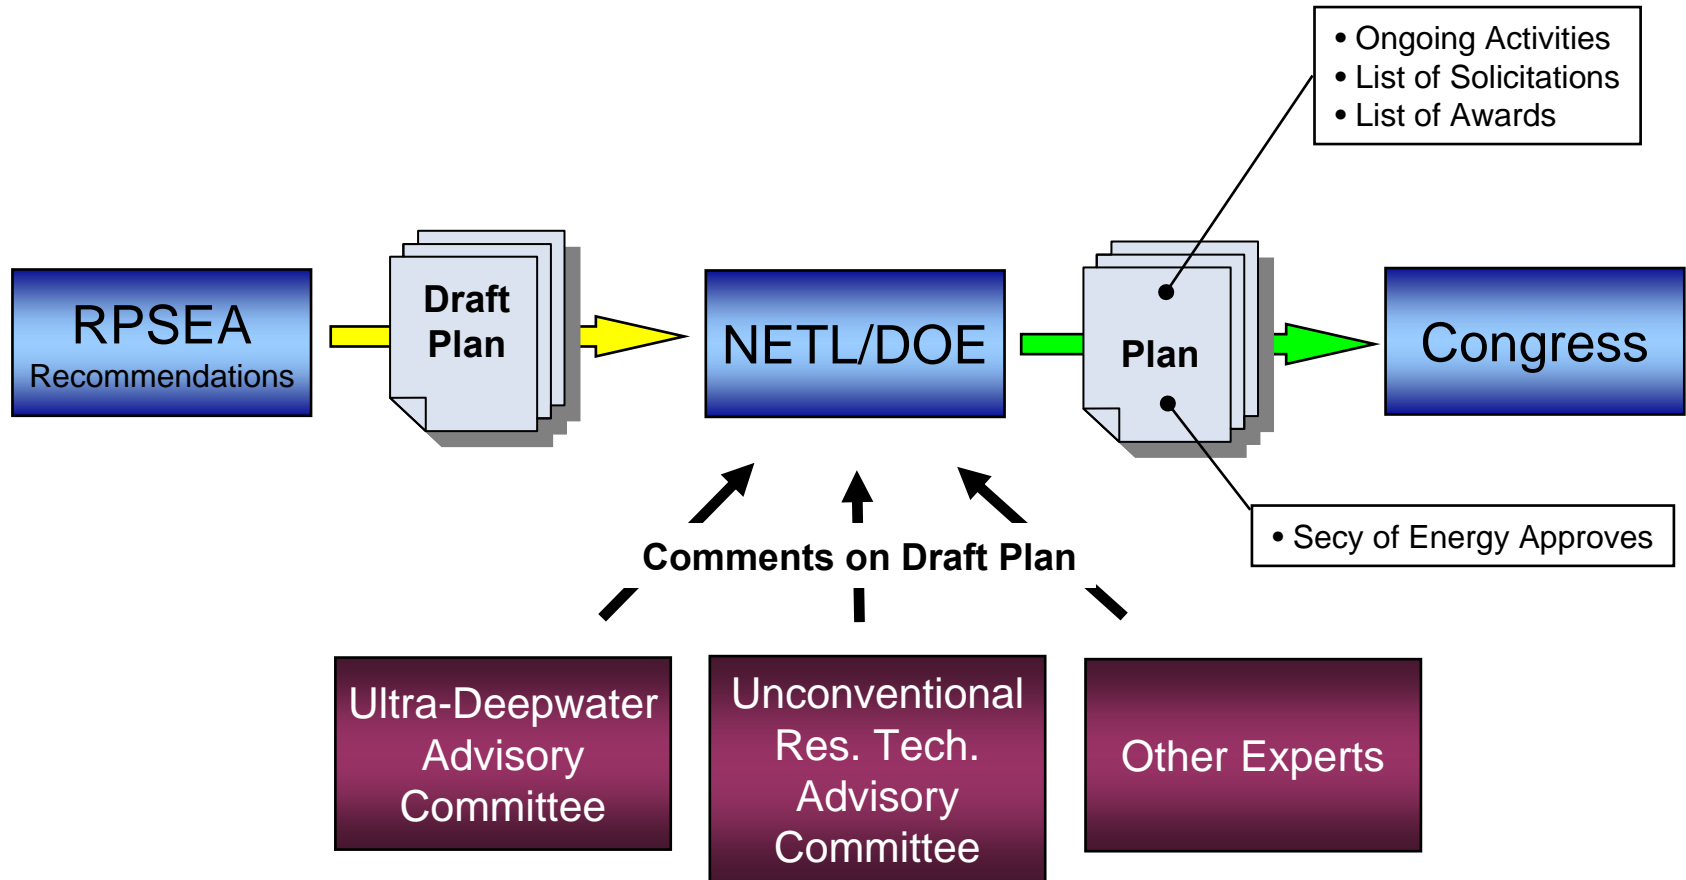 • Ongoing Activities
• List of Solicitations
• List of Awards
RPSEA
Recommendations
Draft
Plan
NETL/DOE
Plan
Congress
• Secy of Energy Approves
Comments on Draft Plan
Ultra-Deepwater
Advisory
Committee
Unconventional
Res. Tech.
Advisory
Committee
Other Experts